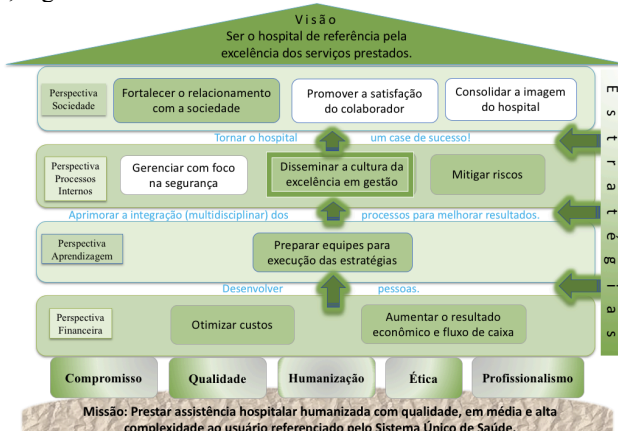 Visão
Ser o hospital de referência pela
excelência dos serviços prestados.
Perspectiva
Sociedade
Fortalecer o relacionamento
com a sociedade
Promover a satisfação
do colaborador
Consolidar a imagem
do hospital
Tornar o hospital um case de sucesso!
Perspectiva
Processos
Internos
Gerenciar com foco
na segurança
Disseminar a cultura da
excelência em gestão
Mitigar riscos
Aprimorar a integração (multidisciplinar) dos processos para melhorar resultados.
Perspectiva
Aprendizagem
Preparar equipes para
execução das estratégias
Desenvolver pessoas.
Perspectiva
Financeira
Otimizar custos
Aumentar o resultado
econômico e fluxo de caixa
Estratégias
Compromisso
Qualidade
Humanização
Ética
Profissionalismo
Missão: Prestar assistência hospitalar humanizada com qualidade, em média e alta
complexidade ao usuário referenciado pelo Sistema Único de Saúde.